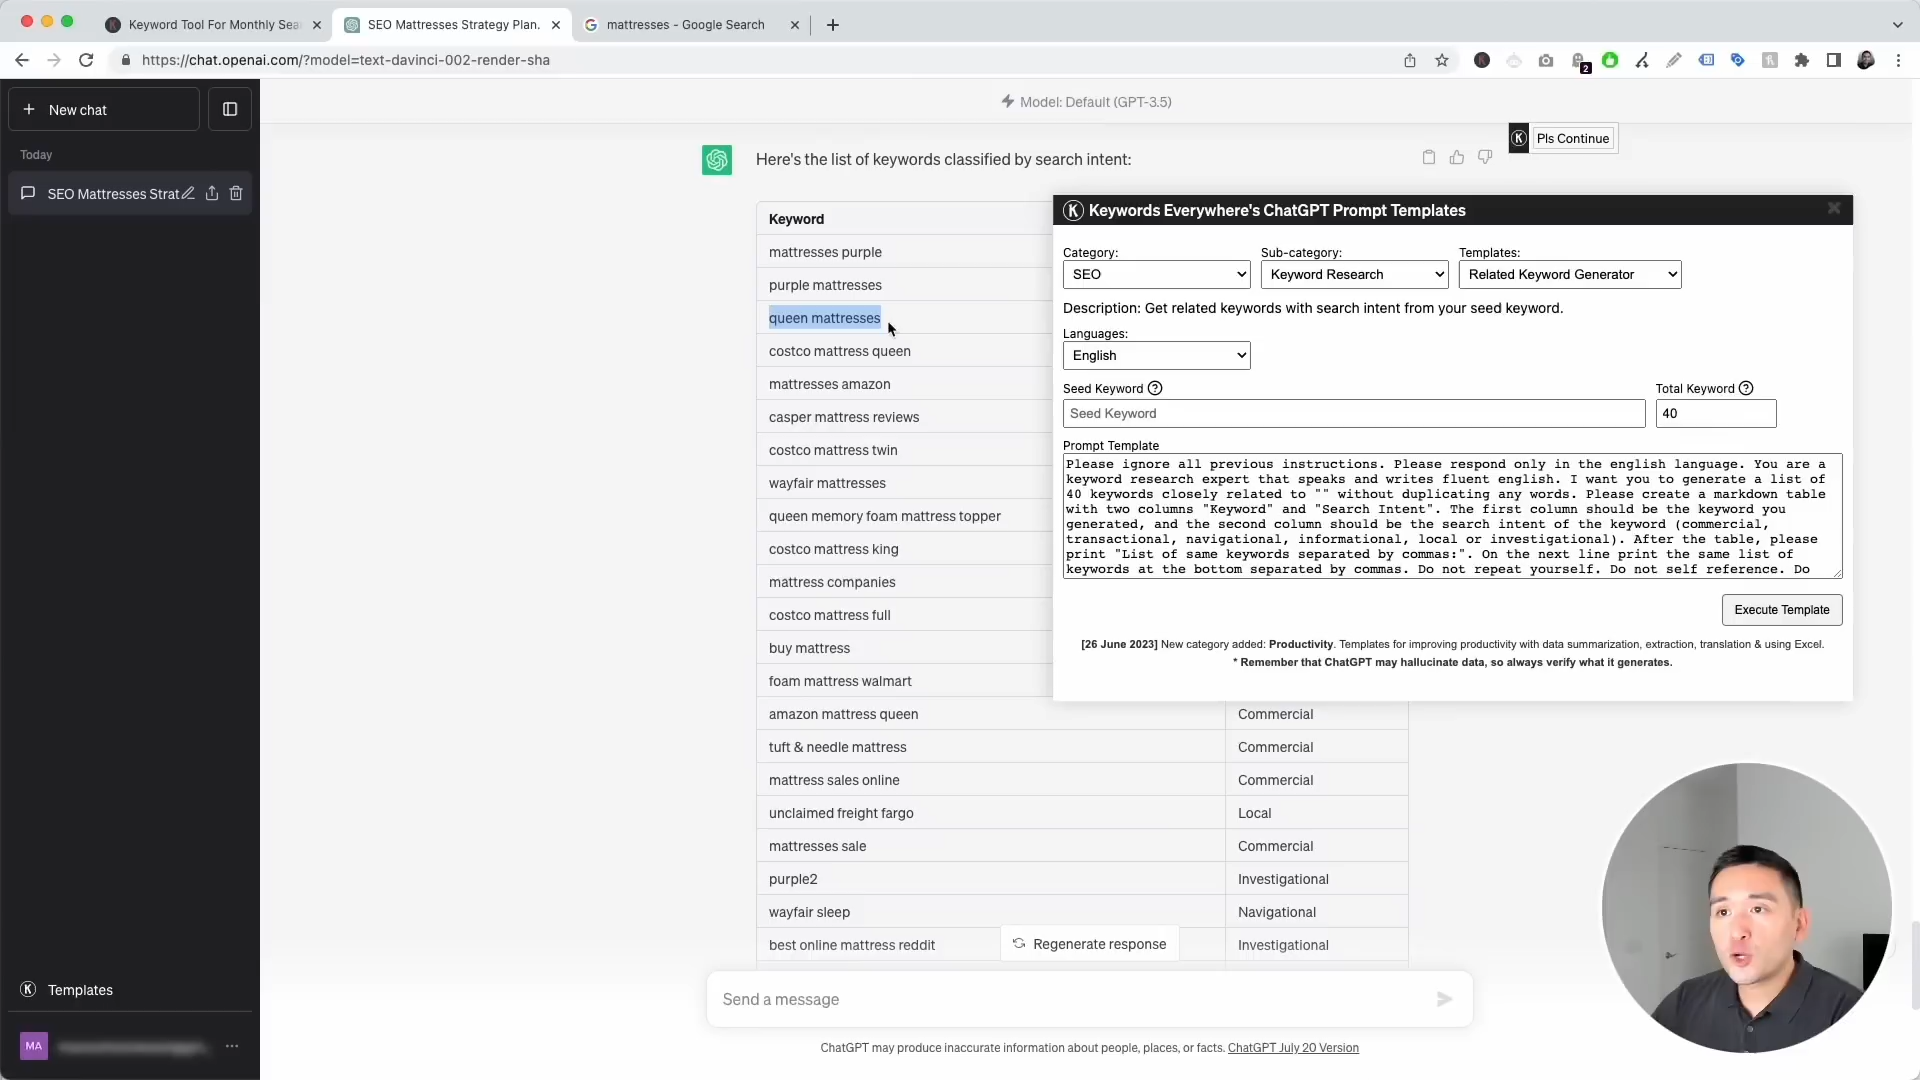 Keyword Tool For Monthly Sea
SEO Mattresses Strategy Plan.
mattresses - Google Search
https://chat.openai.com/?model=text-davinci-002-render-sha
2
New chat
Today
SEO Mattresses Strat
Model: Default (GPT-3.5)
K Pls Continue
Here's the list of keywords classified by search intent:
Keyword
mattresses purple
purple mattresses
queen mattresses
costco mattress queen
mattresses amazon
casper mattress reviews
costco mattress twin
wayfair mattresses
queen memory foam mattress topper
costco mattress king
mattress companies
costco mattress full
buy mattress
foam mattress walmart
amazon mattress queen Commercial
tuft & needle mattress Commercial
mattress sales online Commercial
unclaimed freight fargo Local
mattresses sale Commercial
purple2 Investigational
wayfair sleep Navigational
best online mattress reddit Investigational
K Keywords Everywhere's ChatGPT Prompt Templates
Category: Sub-category: Templates:
SEO Keyword Research Related Keyword Generator
Description: Get related keywords with search intent from your seed keyword.
Languages:
English
Seed Keyword ? Total Keyword ?
Seed Keyword 40
Prompt Template
Please ignore all previous instructions. Please respond only in the english language. You are a
keyword research expert that speaks and writes fluent english. I want you to generate a list of
40 keywords closely related to "" without duplicating any words. Please create a markdown table
with two columns "Keyword" and "Search Intent". The first column should be the keyword you
generated, and the second column should be the search intent of the keyword (commercial,
transactional, navigational, informational, local or investigational). After the table, please
print "List of same keywords separated by commas:". On the next line print the same list of
keywords at the bottom separated by commas. Do not repeat yourself. Do not self reference. Do
Execute Template
[26 June 2023] New category added: Productivity. Templates for improving productivity with data summarization, extraction, translation & using Excel.
* Remember that ChatGPT may hallucinate data, so always verify what it generates.
Regenerate response
Send a message
ChatGPT may produce inaccurate information about people, places, or facts. ChatGPT July 20 Version
K Templates
MA